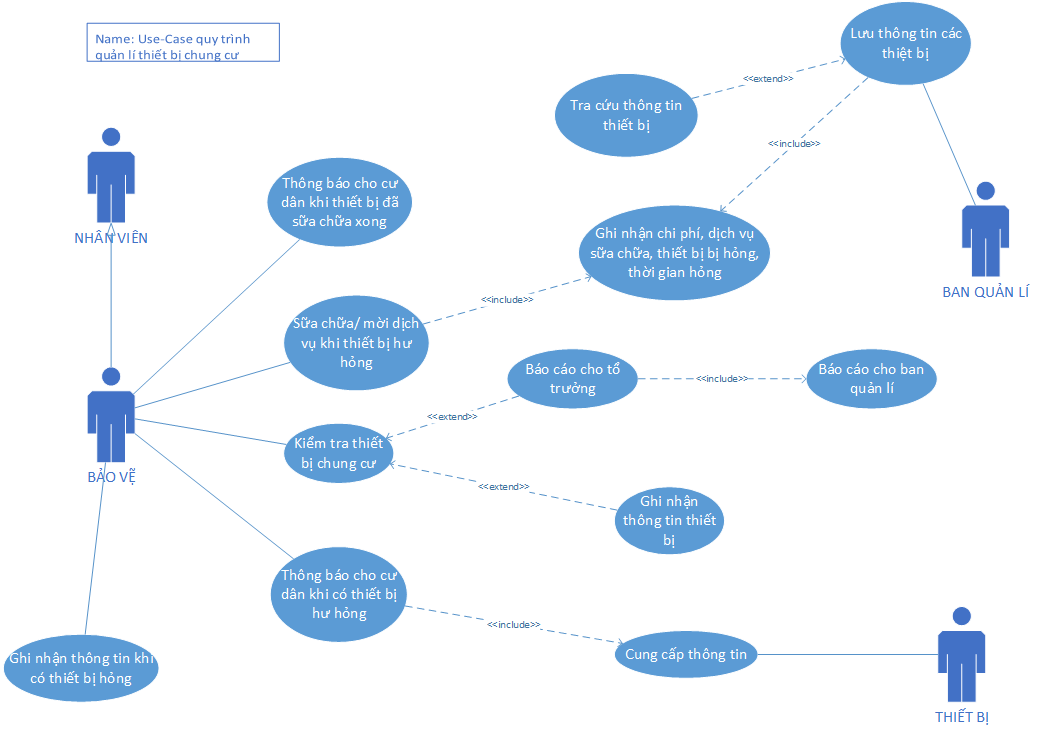 Name: Use-Case quy trình
quản lí thiết bị chung cư
Lưu thông tin các
thiệt bị
<<extend>>
Tra cứu thông tin
thiết bị
<<include>>
NHÂN VIÊN
Thông báo cho cư
dân khi thiết bị đã
sữa chữa xong
Ghi nhận chi phí, dịch vụ
sữa chữa, thiết bị bị hỏng,
thời gian hỏng
BAN QUẢN LÍ
<<include>>
Sữa chữa/ mời dịch
vụ khi thiết bị hư
hỏng
Báo cáo cho tổ
trưởng
<<include>>
Báo cáo cho ban
quản lí
<<extend>>
Kiểm tra thiết
bị chung cư
BẢO VỆ
<<extend>>
Ghi nhận
thông tin thiết
bị
Thông báo cho cư
dân khi có thiết bị
hư hỏng
<<include>>
Cung cấp thông tin
Ghi nhận thông tin khi
có thiết bị hỏng
THIẾT BỊ